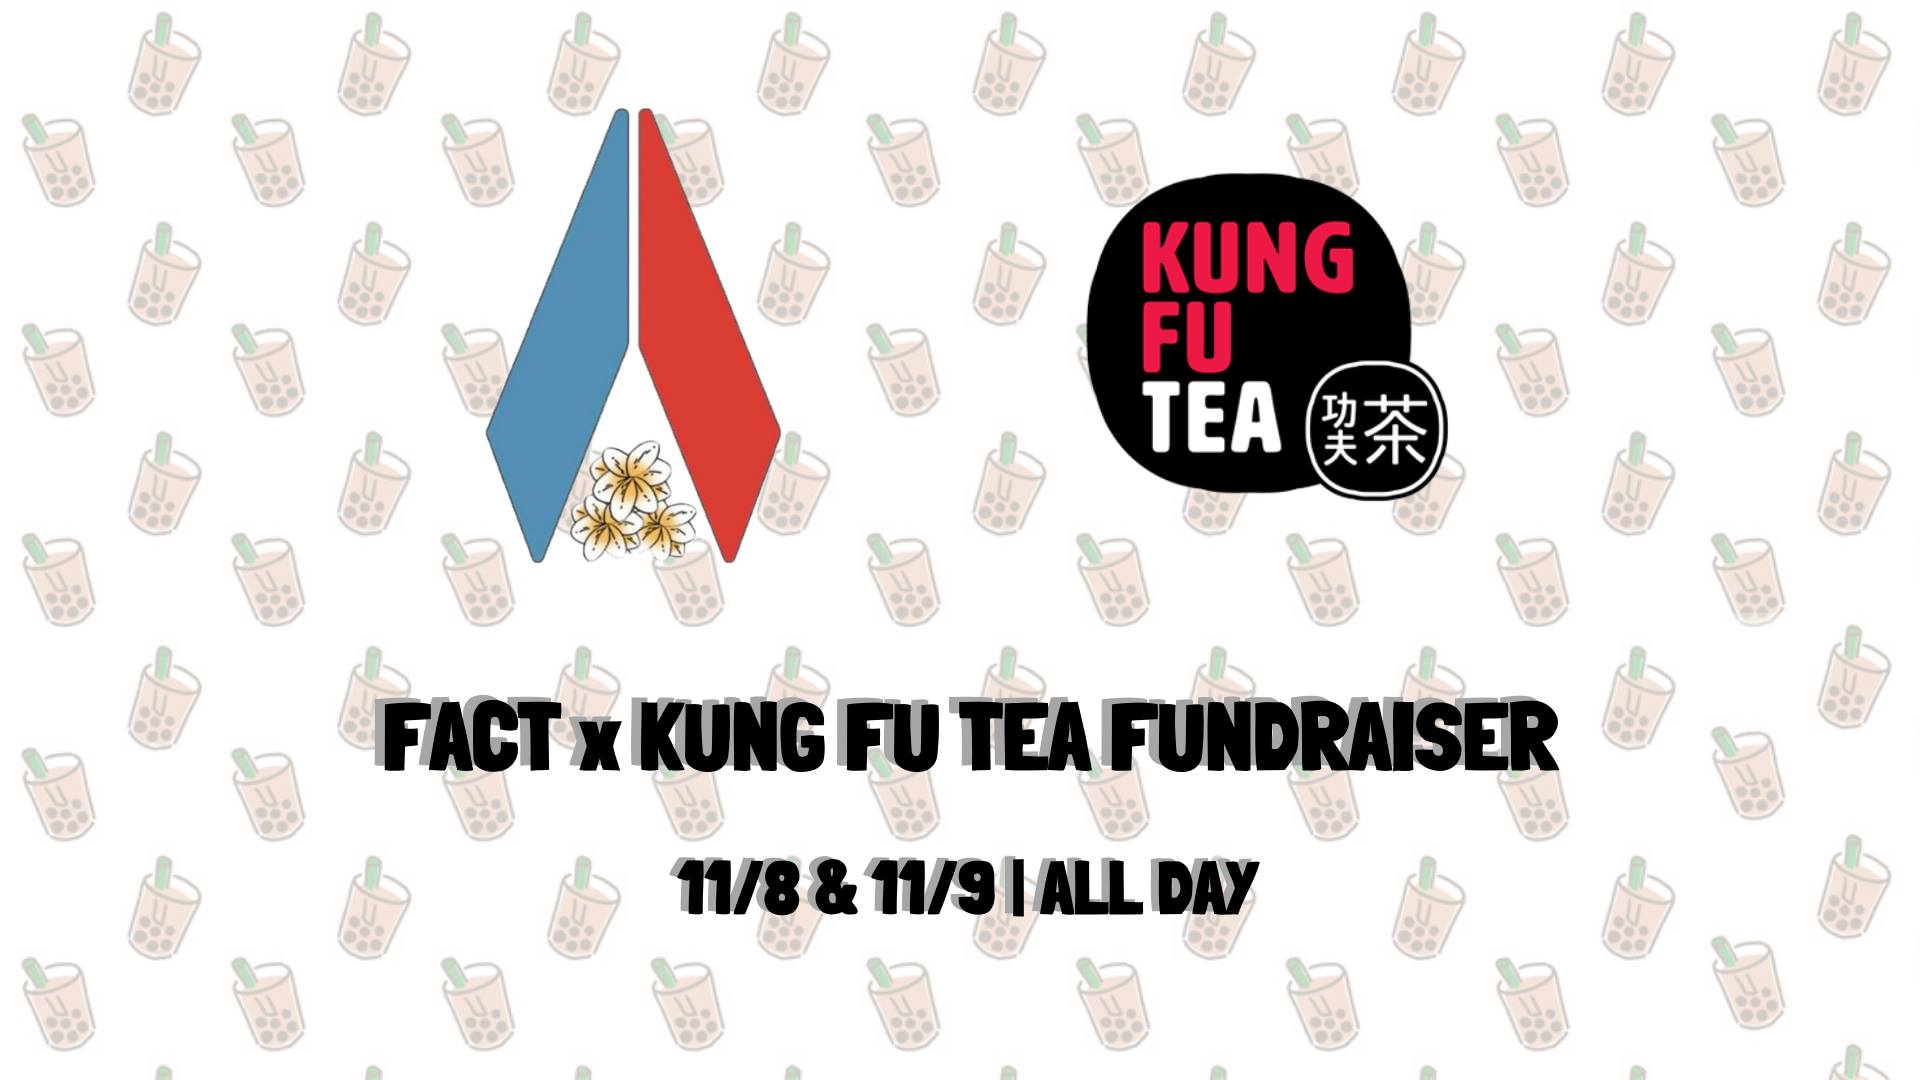 KUNG
FU
TEA
功夫
茶
FACT x KUNG FU TEA FUNDRAISER
11/8 & 11/9 | ALL DAY